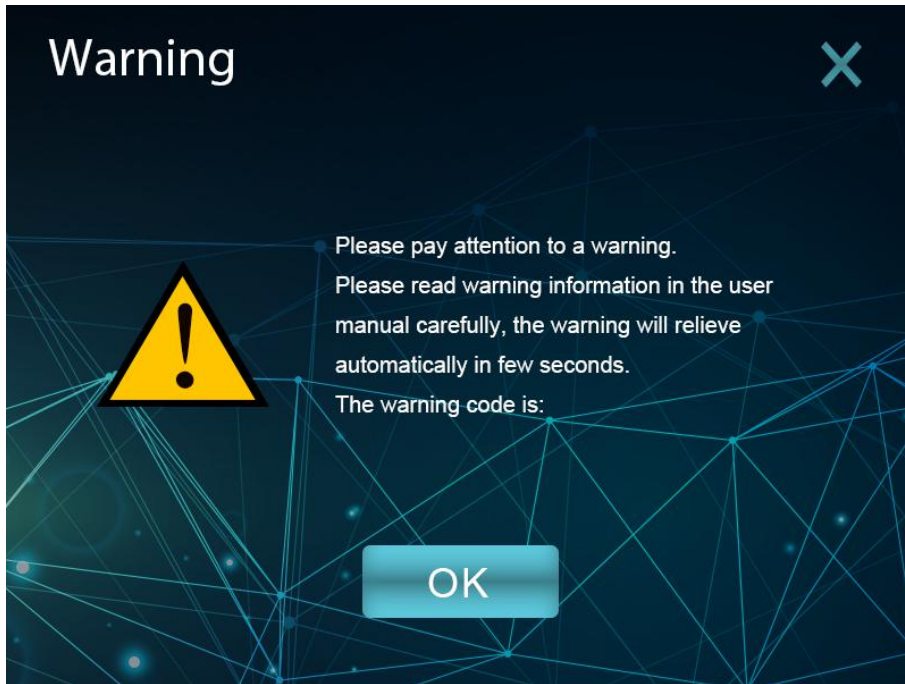 Warning
Please pay attention to a warning.
Please read warning information in the user
manual carefully, the warning will relieve
automatically in few seconds.
The warning code is:
OK